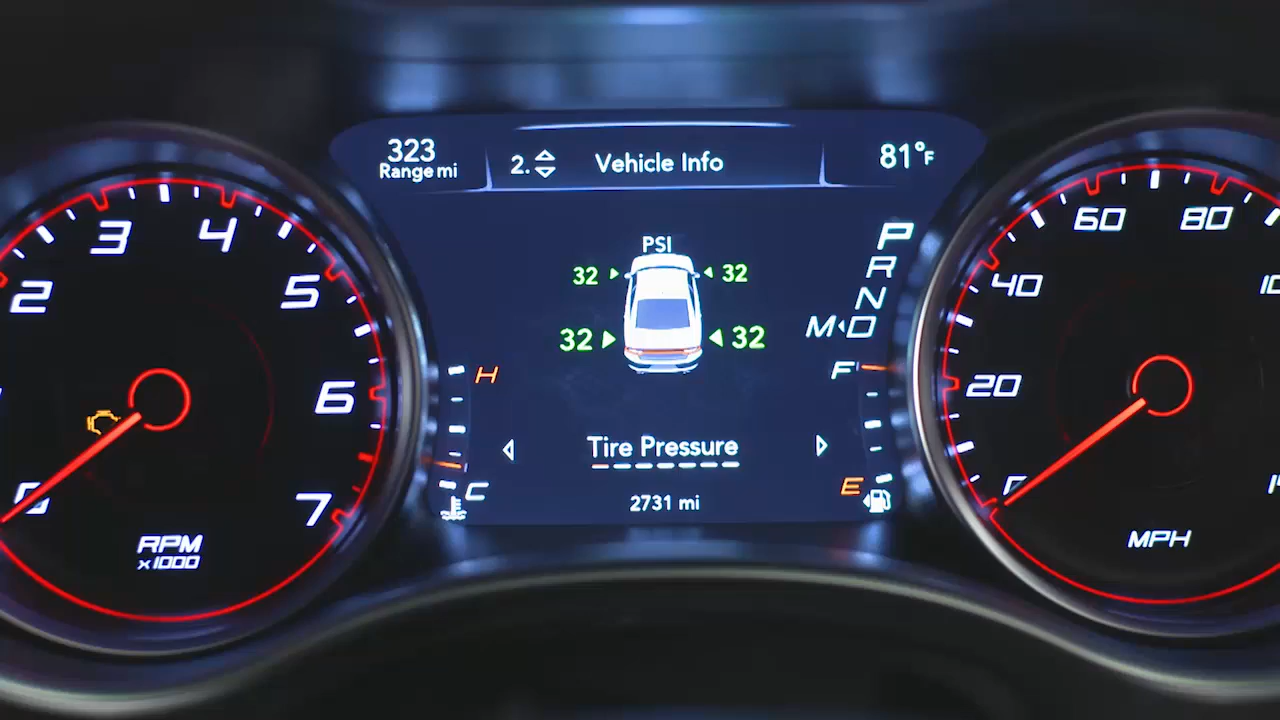 323
Range mi
2.
Vehicle Info
81°F
PSI
32
32
32
32
Tire Pressure
2731 mi
P
R
N
M D
H
C
F
E
2
3
4
5
6
7
RPM
x1000
0
20
40
60
80
MPH